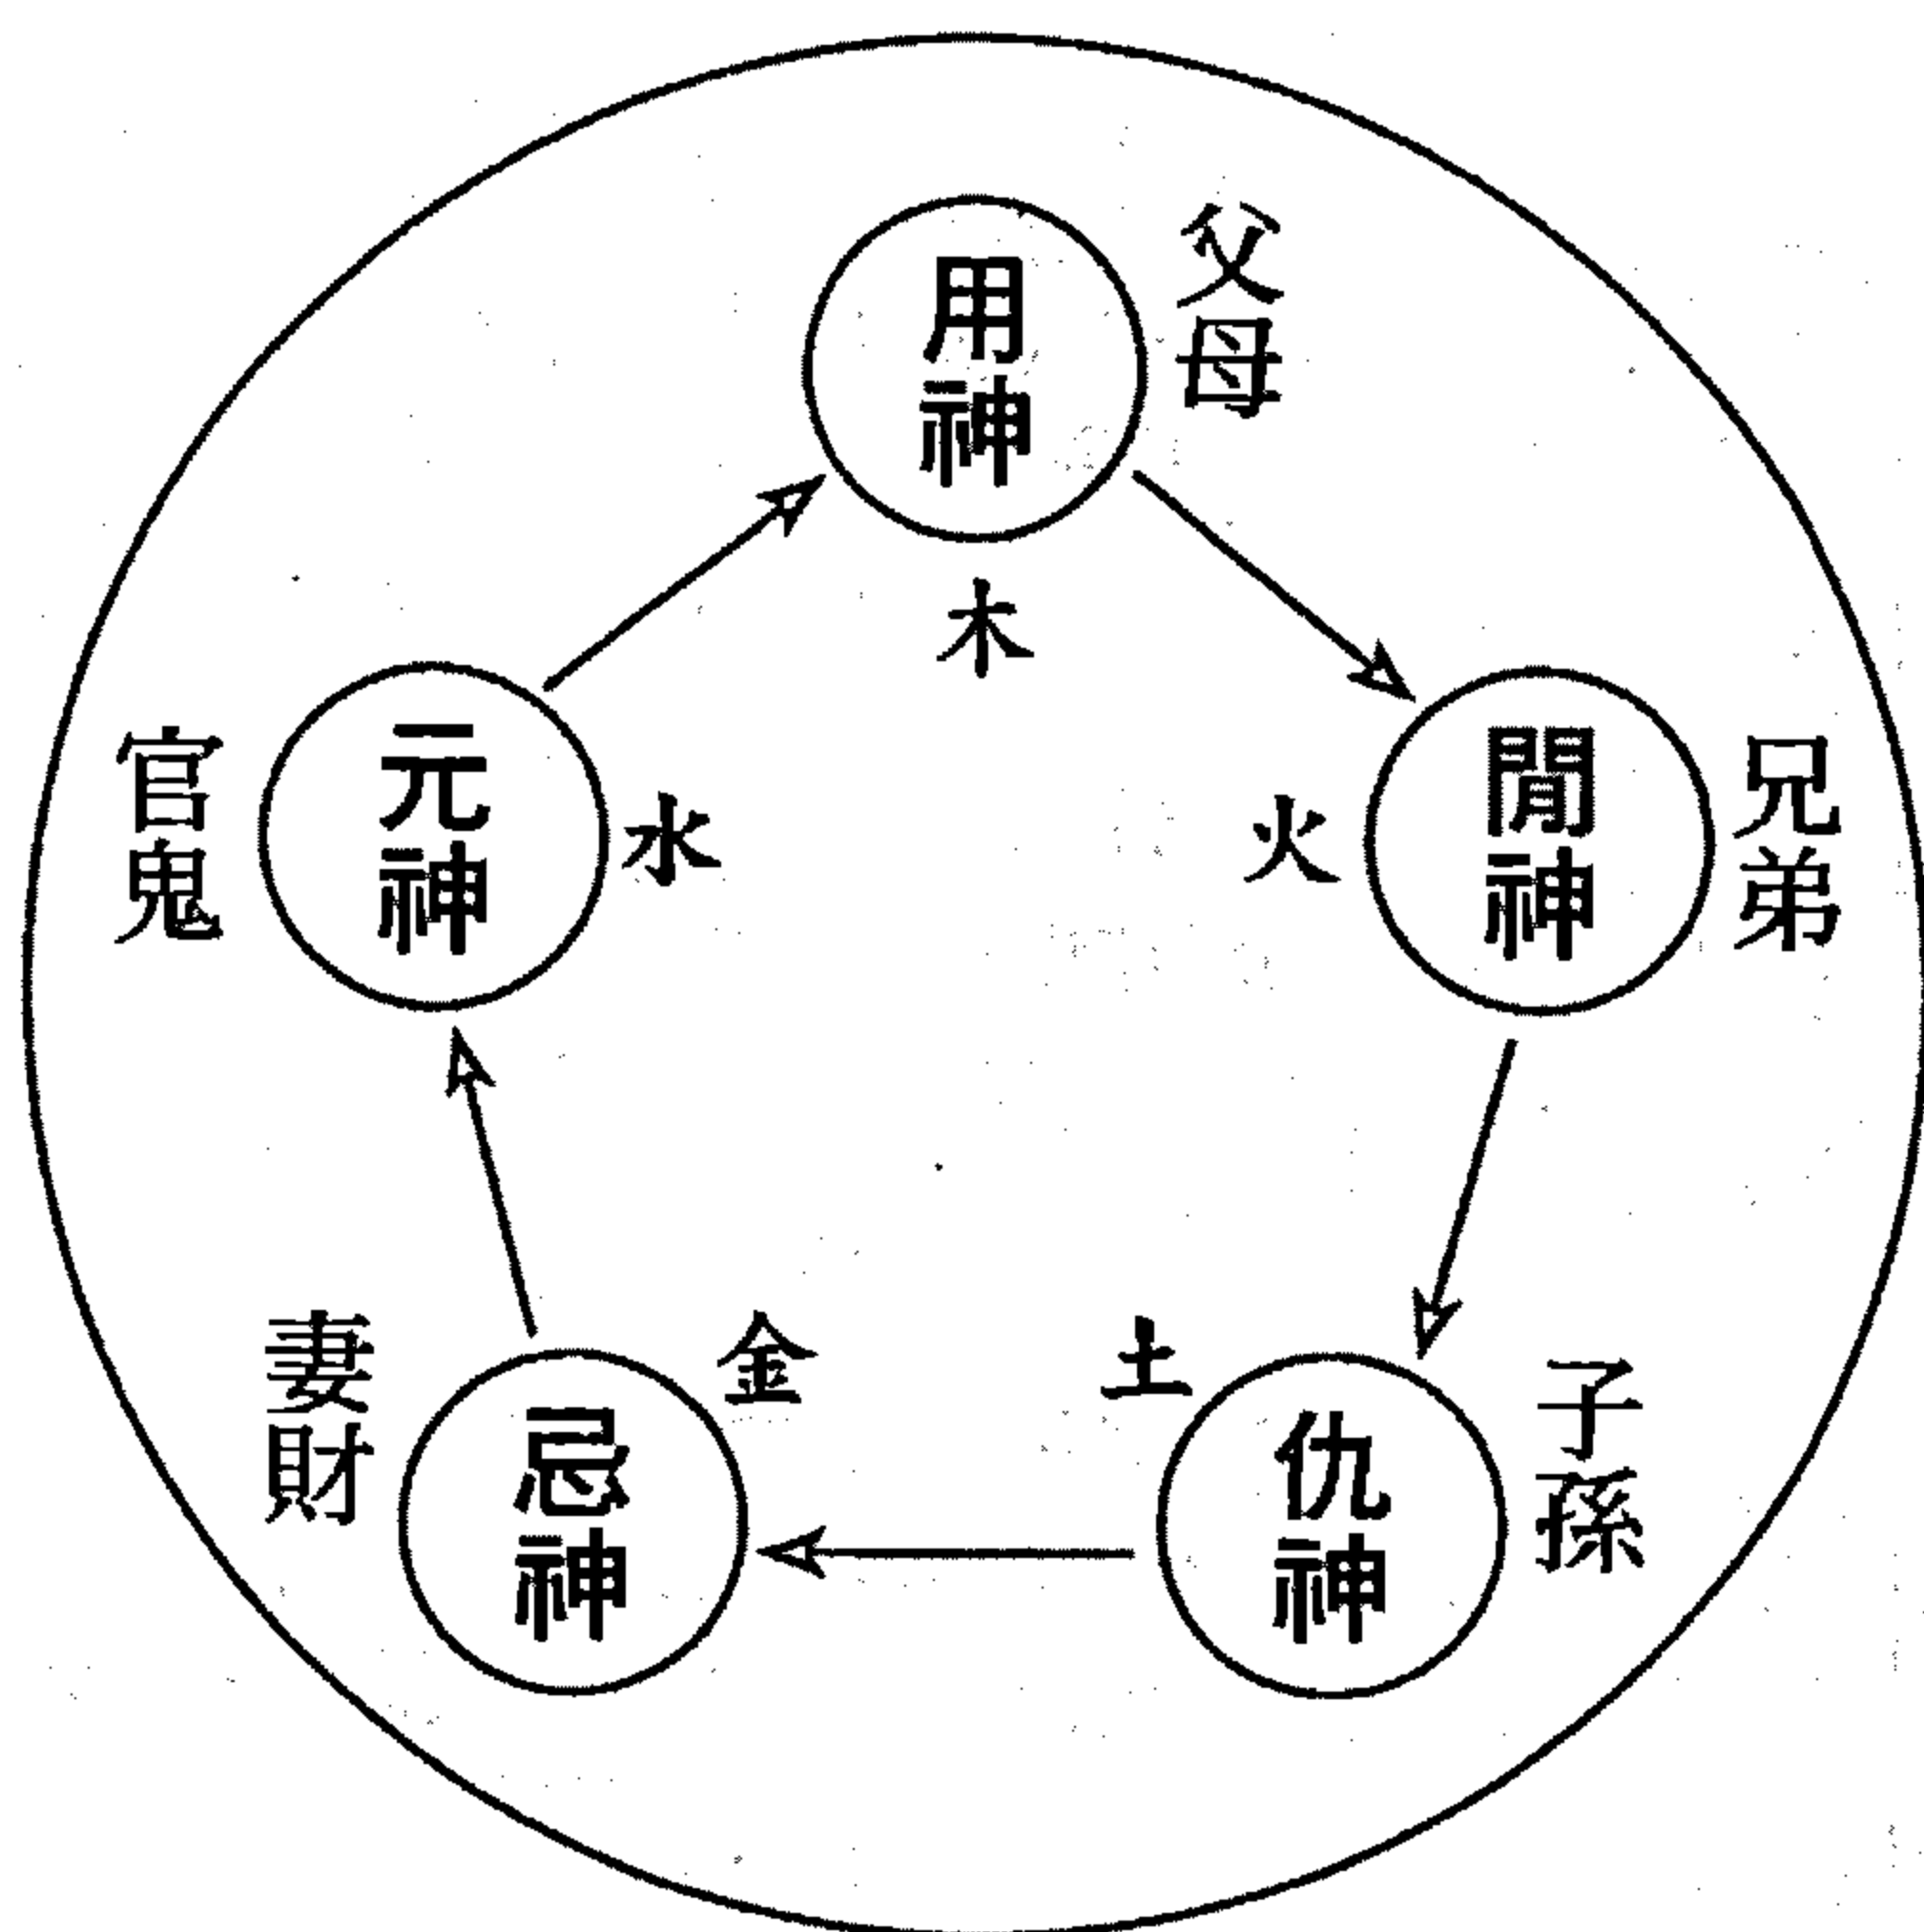 用神
父母
木
元神
官鬼
水
火
閒神
兄弟
妻財
金
忌神
土
仇神
子孫